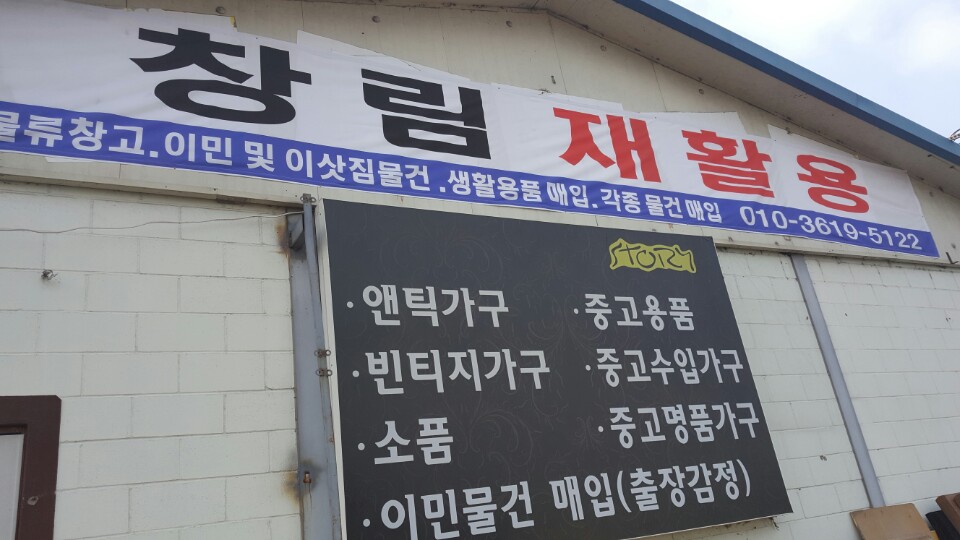 창림 재활용
물류창고.이민 및 이삿짐물건.생활용품 매입.각종 물건 매입 010-3619-5122
STORY
·앤틱가구 ·중고용품
·빈티지가구 ·중고수입가구
·소품 ·중고명품가구
·이민물건 매입(출장감정)